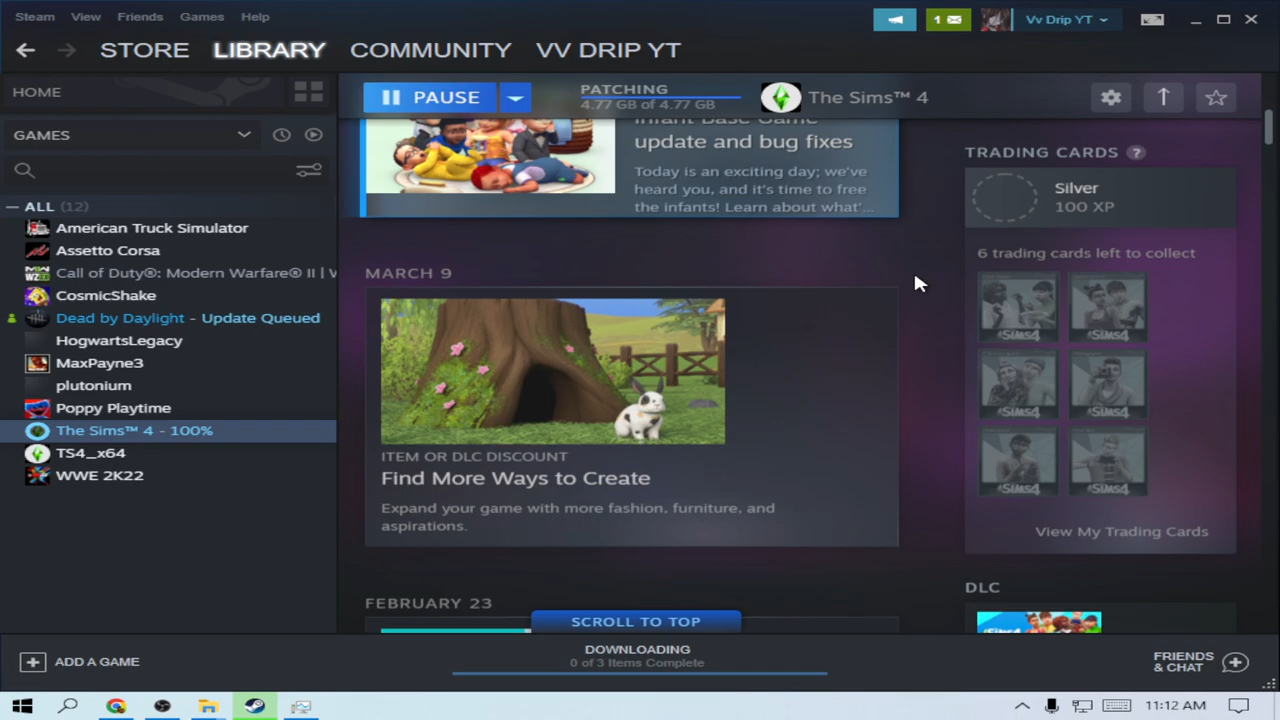 Steam View Friends Games Help
1
Vv Drip YT
STORE LIBRARY COMMUNITY VV DRIP YT
HOME
PAUSE
PATCHING
4.77 GB of 4.77 GB
The Sims™ 4
GAMES
ALL (12)
American Truck Simulator
Assetto Corsa
Call of Duty®: Modern Warfare® II | W
CosmicShake
Dead by Daylight - Update Queued
HogwartsLegacy
MaxPayne3
plutonium
Poppy Playtime
The Sims™ 4 - 100%
TS4_x64
WWE 2K22
Infant Base Game
update and bug fixes
Today is an exciting day; we've
heard you, and it's time to free
the infants! Learn about what'...
MARCH 9
ITEM OR DLC DISCOUNT
Find More Ways to Create
Expand your game with more fashion, furniture, and
aspirations.
FEBRUARY 23
SCROLL TO TOP
TRADING CARDS ?
Silver
100 XP
6 trading cards left to collect
View My Trading Cards
DLC
ADD A GAME
DOWNLOADING
0 of 3 Items Complete
FRIENDS
& CHAT
11:12 AM